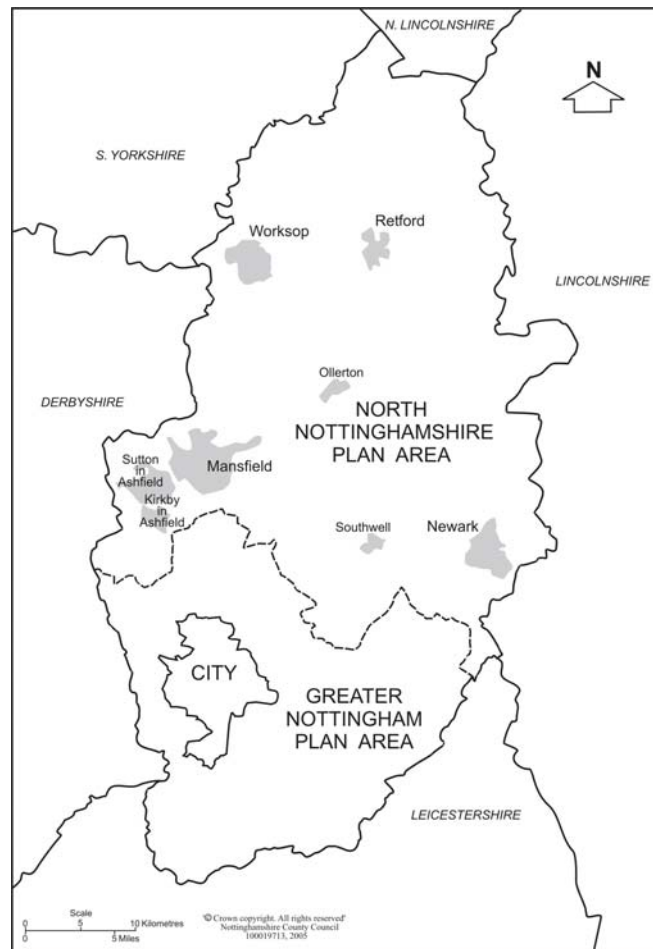 N. LINCOLNSHIRE
N
S. YORKSHIRE
Worksop
Retford
LINCOLNSHIRE
Ollerton
DERBYSHIRE
NORTH
NOTTINGHAMSHIRE
PLAN AREA
Sutton
in
Ashfield
Mansfield
Kirkby
in
Ashfield
Southwell
Newark
CITY
GREATER
NOTTINGHAM
PLAN AREA
LEICESTERSHIRE
Scale
0 5 10 Kilometres
0 5 Miles
'© Crown copyright. All rights reserved'
Nottinghamshire County Council
100019713, 2005